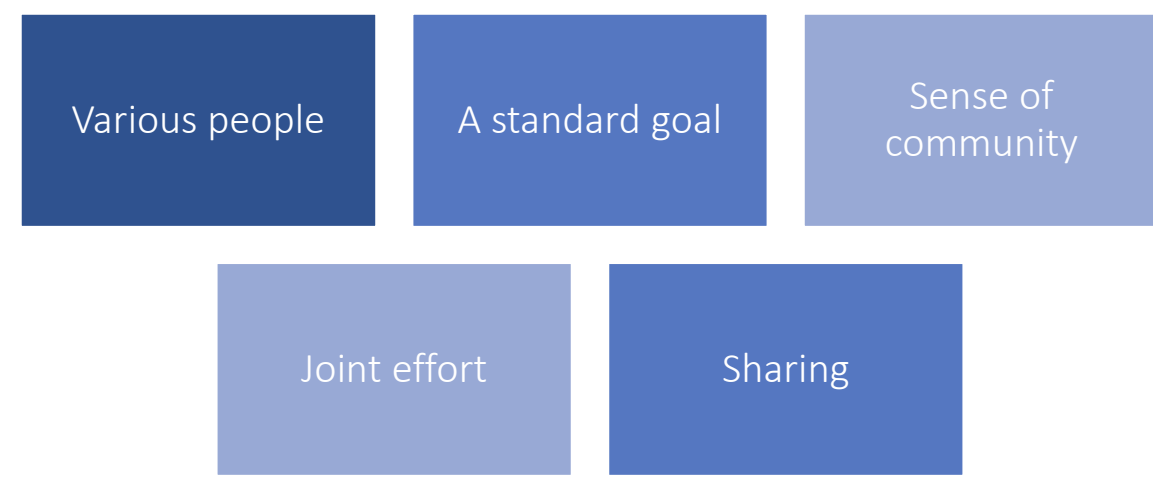 Various people
A standard goal
Sense of
community
Joint effort
Sharing